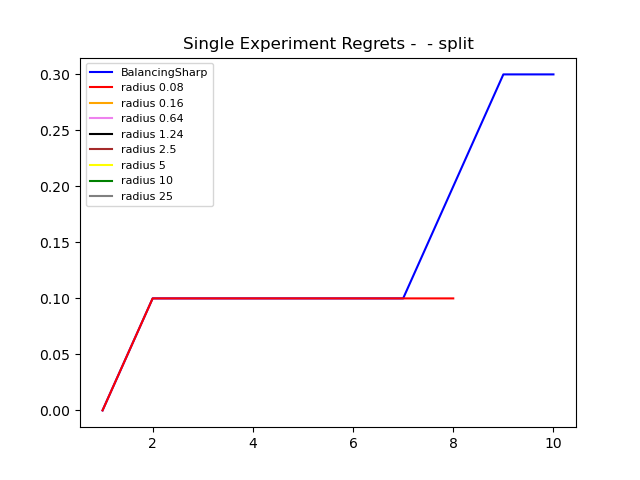 Single Experiment Regrets -  - split
0.30
0.25
0.20
0.15
0.10
0.05
0.00
BalancingSharp
radius 0.08
radius 0.16
radius 0.64
radius 1.24
radius 2.5
radius 5
radius 10
radius 25
2 4 6 8 10